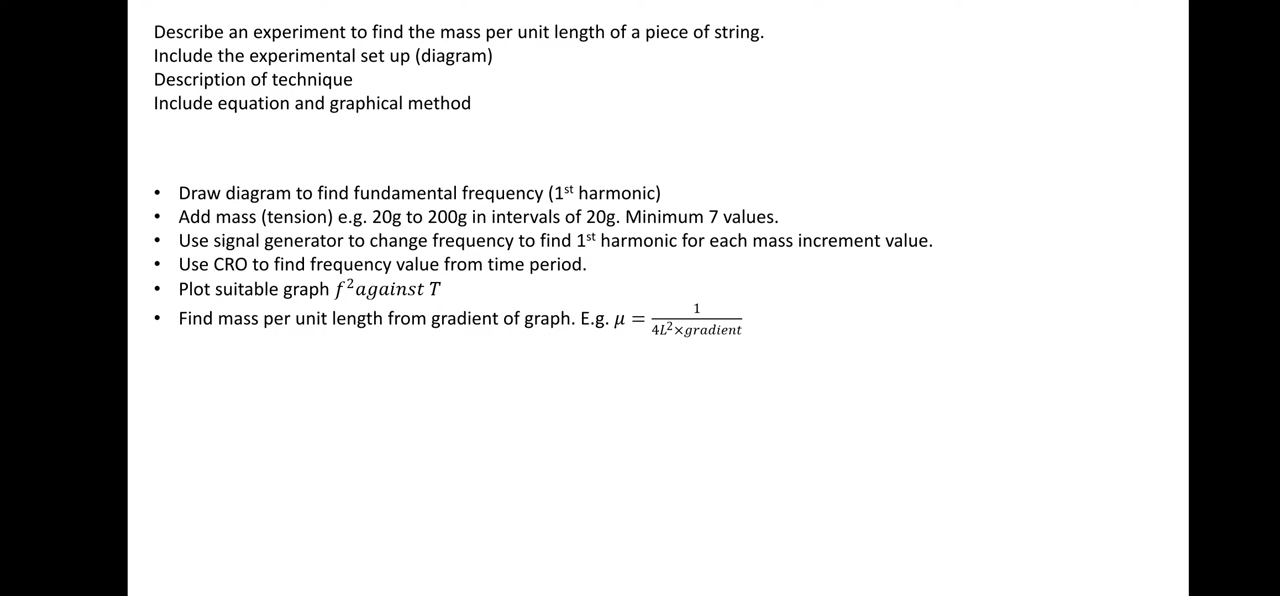 Describe an experiment to find the mass per unit length of a piece of string.
Include the experimental set up (diagram)
Description of technique
Include equation and graphical method
• Draw diagram to find fundamental frequency (1st harmonic)
• Add mass (tension) e.g. 20g to 200g in intervals of 20g. Minimum 7 values.
• Use signal generator to change frequency to find 1st harmonic for each mass increment value.
• Use CRO to find frequency value from time period.
• Plot suitable graph f² against T
• Find mass per unit length from gradient of graph. E.g. μ = 1 / (4L²×gradient)